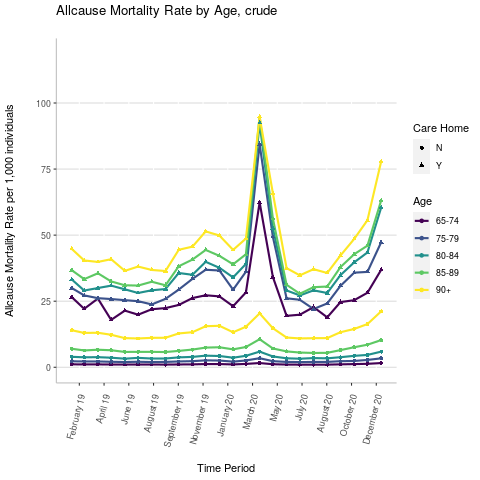 Allcause Mortality Rate by Age, crude
Allcause Mortality Rate per 1,000 individuals
100
75
50
25
0
February 19
April 19
June 19
August 19
September 19
November 19
January 20
March 20
May 20
July 20
August 20
October 20
December 20
Time Period
Care Home
N
Y
Age
65-74
75-79
80-84
85-89
90+